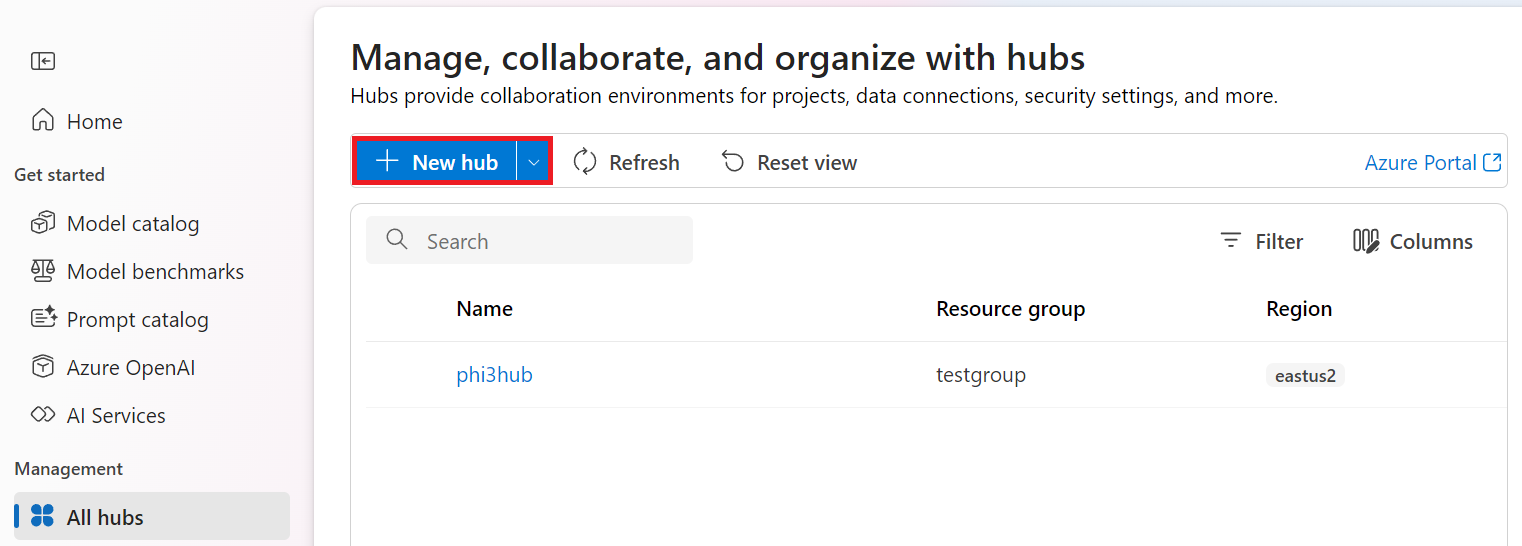 Home
Get started
Model catalog
Model benchmarks
Prompt catalog
Azure OpenAI
AI Services
Management
All hubs
Manage, collaborate, and organize with hubs
Hubs provide collaboration environments for projects, data connections, security settings, and more.
New hub Refresh Reset view Azure Portal
Search Filter Columns
Name Resource group Region
phi3hub testgroup eastus2